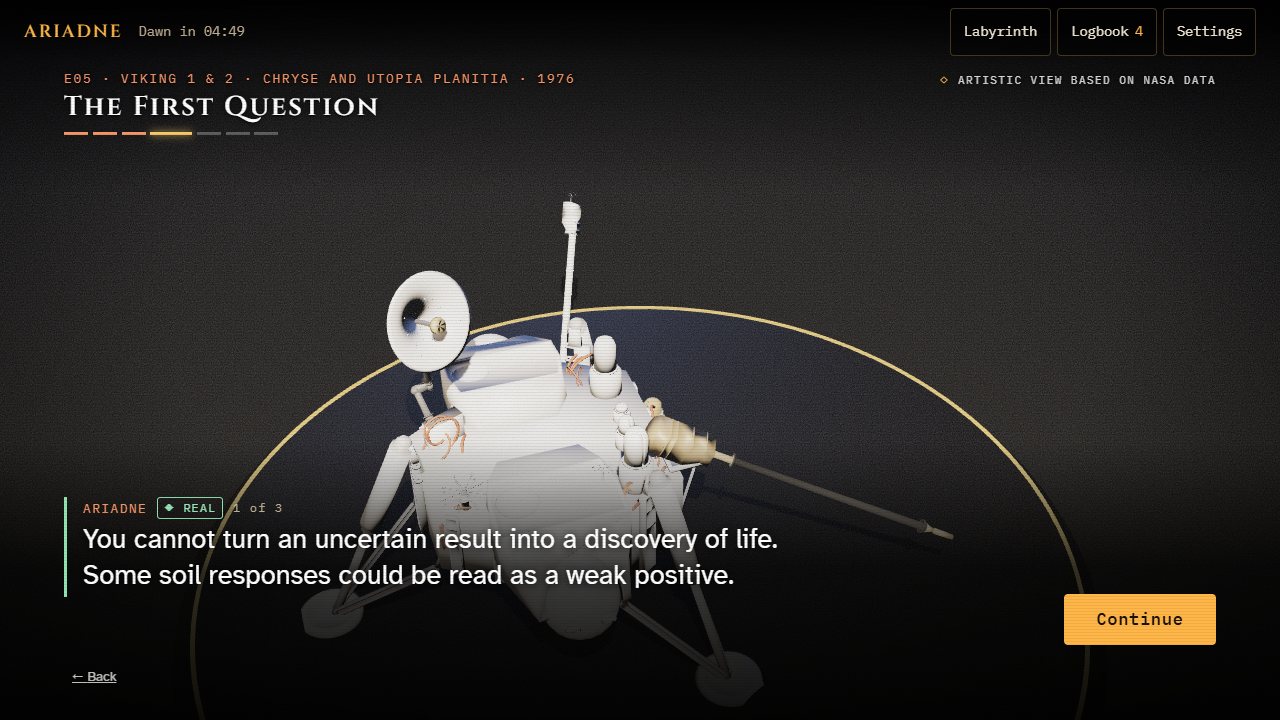 ARIADNE Dawn in 04:49 Labyrinth Logbook 4 Settings
E05 · VIKING 1 & 2 · CHRYSE AND UTOPIA PLANITIA · 1976
◇ ARTISTIC VIEW BASED ON NASA DATA
The First Question
ARIADNE ◆ REAL 1 of 3
You cannot turn an uncertain result into a discovery of life.
Some soil responses could be read as a weak positive.
Continue
← Back